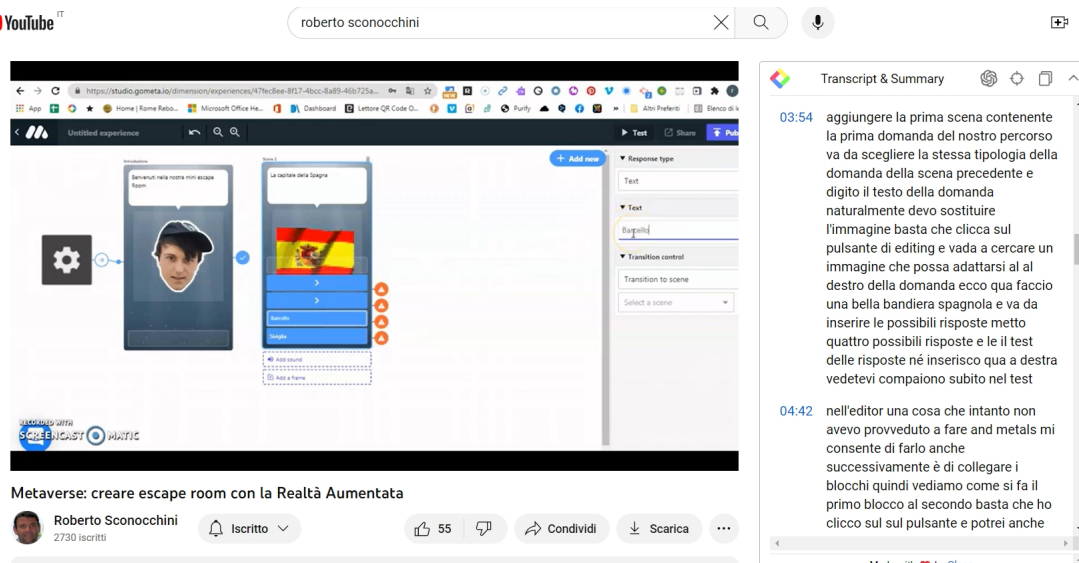 YouTube IT
roberto sconocchini
https://studio.gometa.io/dimension/experiences/47fec8ee-8f17-4bcc-8a89-46b725a...
App
Home | Rome Rebo...
Microsoft Office He...
Dashboard
Lettore QR Code O...
Purify
Altri Preferiti
Elenco di
Untitled experience
Test
Share
Pub
Introduzione
Benvenuti nella nostra mini escape
Room
Scene 2
La capitale della Spagna
Barcello
Siviglia
Add sound
Add a frame
+ Add new
Response type
Text
Text
Barcello
Transition control
Transition to scene
Select a scene
RECORDED WITH
SCREENCAST MATIC
Metaverse: creare escape room con la Realtà Aumentata
Roberto Sconocchini
2730 iscritti
Iscritto
55
Condividi
Scarica
Transcript & Summary
03:54
aggiungere la prima scena contenente
la prima domanda del nostro percorso
va da scegliere la stessa tipologia della
domanda della scena precedente e
digito il testo della domanda
naturalmente devo sostituire
l'immagine basta che clicca sul
pulsante di editing e vada a cercare un
immagine che possa adattarsi al al
destro della domanda ecco qua faccio
una bella bandiera spagnola e va da
inserire le possibili risposte metto
quattro possibili risposte e le il test
delle risposte né inserisco qua a destra
vedetevi compaiono subito nel test
04:42
nell'editor una cosa che intanto non
avevo provveduto a fare and metals mi
consente di farlo anche
successivamente è di collegare i
blocchi quindi vediamo come si fa il
primo blocco al secondo basta che ho
clicco sul sul pulsante e potrei anche